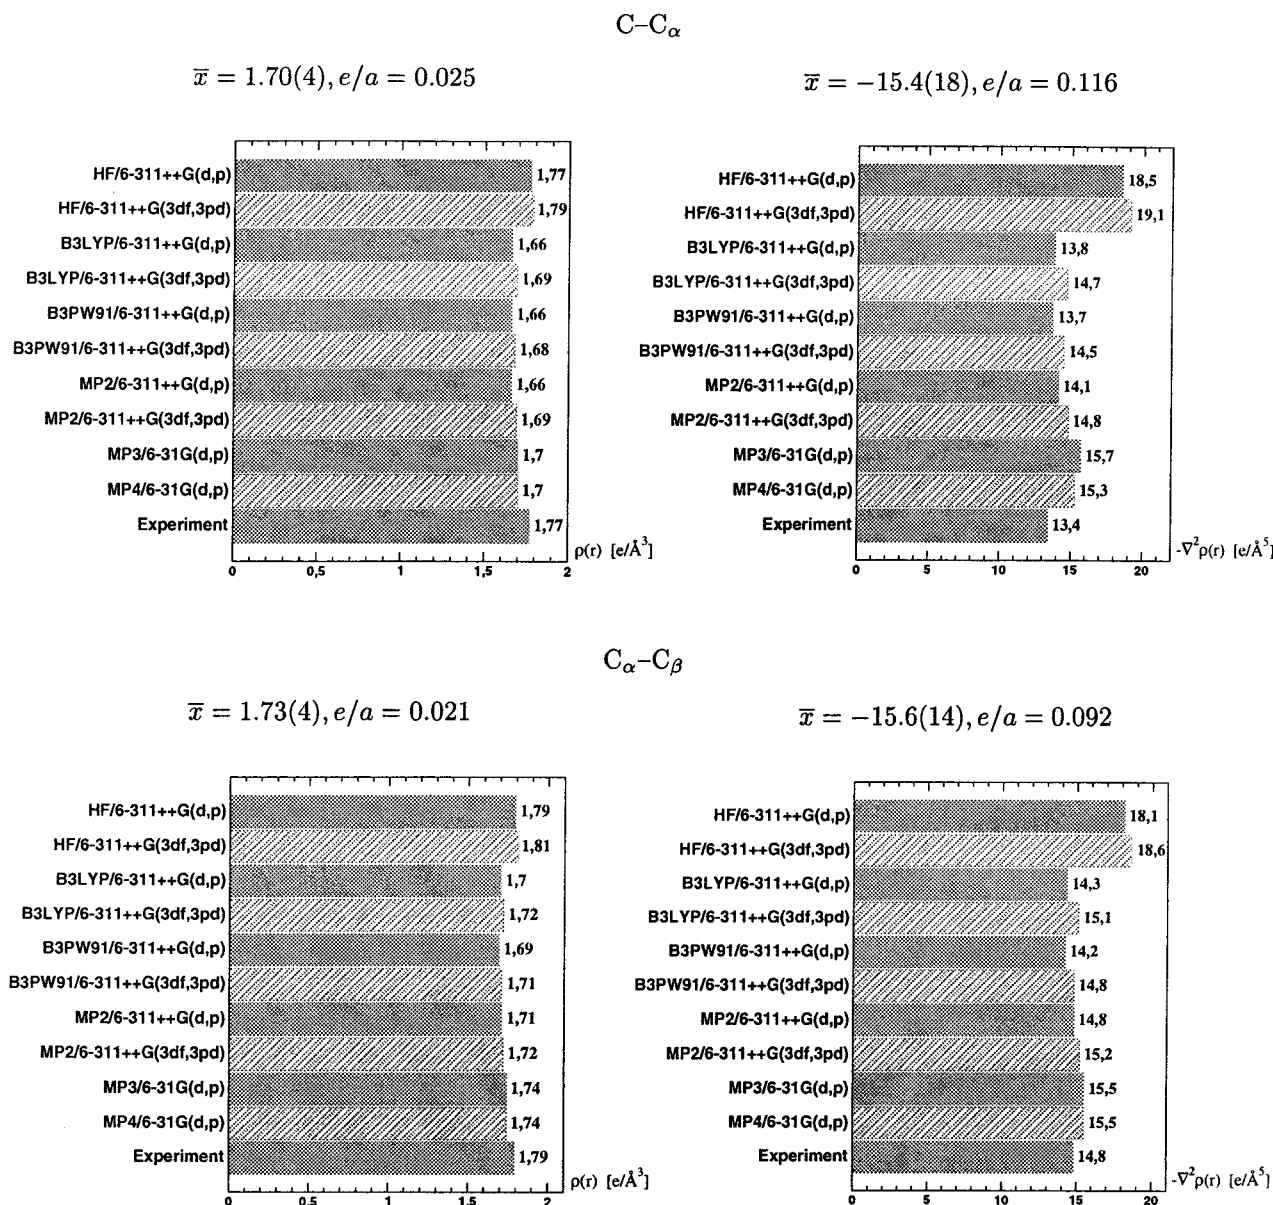 C–Cα
x̄ = 1.70(4), e/a = 0.025
HF/6-311++G(d,p) 1,77
HF/6-311++G(3df,3pd) 1,79
B3LYP/6-311++G(d,p) 1,66
B3LYP/6-311++G(3df,3pd) 1,69
B3PW91/6-311++G(d,p) 1,66
B3PW91/6-311++G(3df,3pd) 1,68
MP2/6-311++G(d,p) 1,66
MP2/6-311++G(3df,3pd) 1,69
MP3/6-31G(d,p) 1,7
MP4/6-31G(d,p) 1,7
Experiment 1,77
ρ(r) [e/Å³]
0 0,5 1 1,5 2
x̄ = −15.4(18), e/a = 0.116
HF/6-311++G(d,p) 18,5
HF/6-311++G(3df,3pd) 19,1
B3LYP/6-311++G(d,p) 13,8
B3LYP/6-311++G(3df,3pd) 14,7
B3PW91/6-311++G(d,p) 13,7
B3PW91/6-311++G(3df,3pd) 14,5
MP2/6-311++G(d,p) 14,1
MP2/6-311++G(3df,3pd) 14,8
MP3/6-31G(d,p) 15,7
MP4/6-31G(d,p) 15,3
Experiment 13,4
-∇²ρ(r) [e/Å⁵]
0 5 10 15 20
Cα–Cβ
x̄ = 1.73(4), e/a = 0.021
HF/6-311++G(d,p) 1,79
HF/6-311++G(3df,3pd) 1,81
B3LYP/6-311++G(d,p) 1,7
B3LYP/6-311++G(3df,3pd) 1,72
B3PW91/6-311++G(d,p) 1,69
B3PW91/6-311++G(3df,3pd) 1,71
MP2/6-311++G(d,p) 1,71
MP2/6-311++G(3df,3pd) 1,72
MP3/6-31G(d,p) 1,74
MP4/6-31G(d,p) 1,74
Experiment 1,79
ρ(r) [e/Å³]
0 0,5 1 1,5 2
x̄ = −15.6(14), e/a = 0.092
HF/6-311++G(d,p) 18,1
HF/6-311++G(3df,3pd) 18,6
B3LYP/6-311++G(d,p) 14,3
B3LYP/6-311++G(3df,3pd) 15,1
B3PW91/6-311++G(d,p) 14,2
B3PW91/6-311++G(3df,3pd) 14,8
MP2/6-311++G(d,p) 14,8
MP2/6-311++G(3df,3pd) 15,2
MP3/6-31G(d,p) 15,5
MP4/6-31G(d,p) 15,5
Experiment 14,8
-∇²ρ(r) [e/Å⁵]
0 5 10 15 20